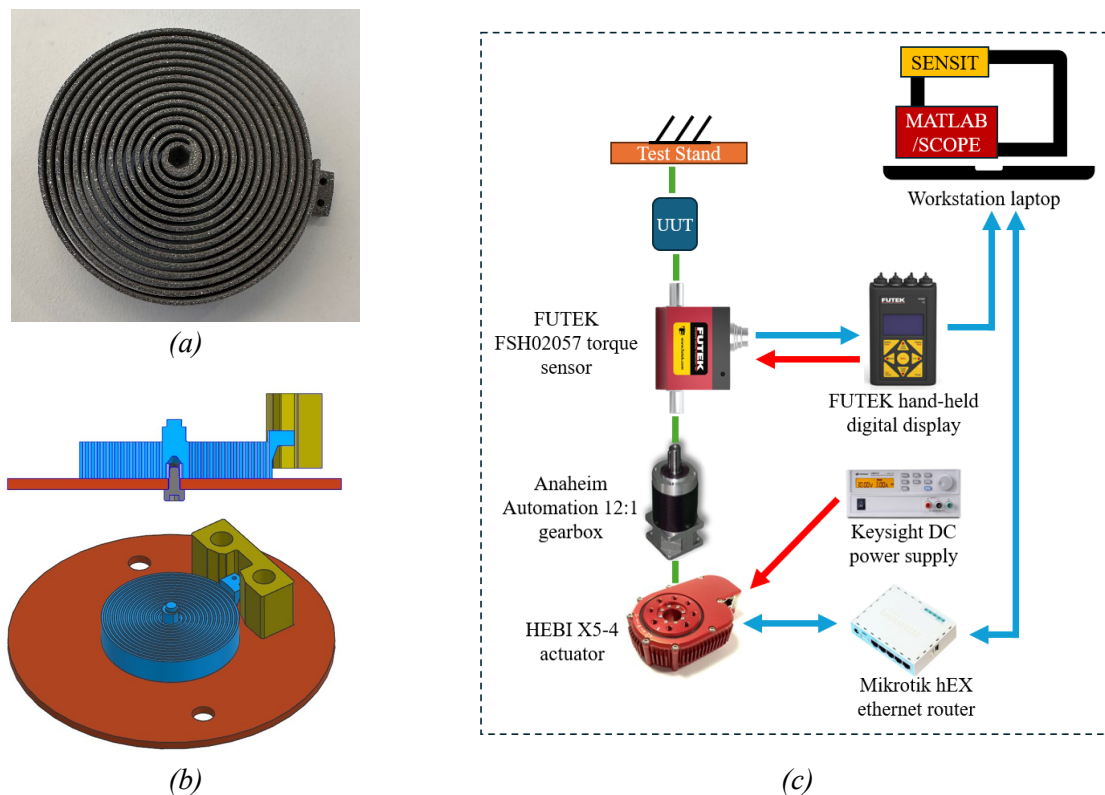 (a)
(b)
SENSIT
MATLAB
/SCOPE
Workstation laptop
Test Stand
UUT
FUTEK
FSH02057 torque
sensor
FUTEK
FUTEK
FUTEK hand-held
digital display
Anaheim
Automation 12:1
gearbox
Keysight DC
power supply
HEBI X5-4
actuator
Mikrotik hEX
ethernet router
(c)